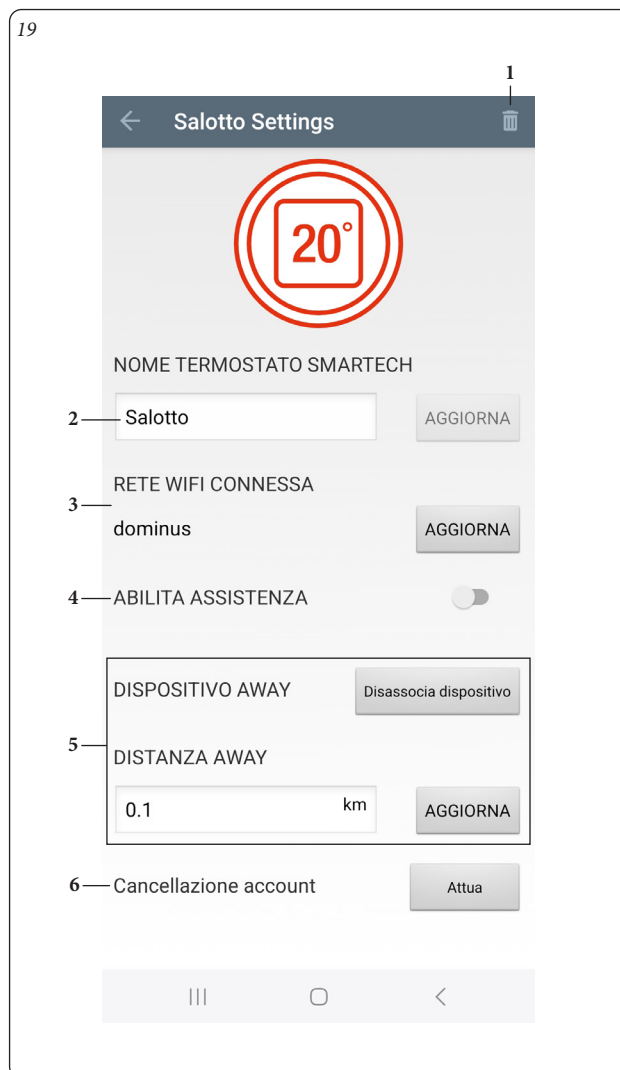 19
1
Salotto Settings
20°
NOME TERMOSTATO SMARTECH
2
Salotto
AGGIORNA
RETE WIFI CONNESSA
3
dominus
AGGIORNA
4
ABILITA ASSISTENZA
DISPOSITIVO AWAY
Disassocia dispositivo
5
DISTANZA AWAY
0.1
km
AGGIORNA
6
Cancellazione account
Attua